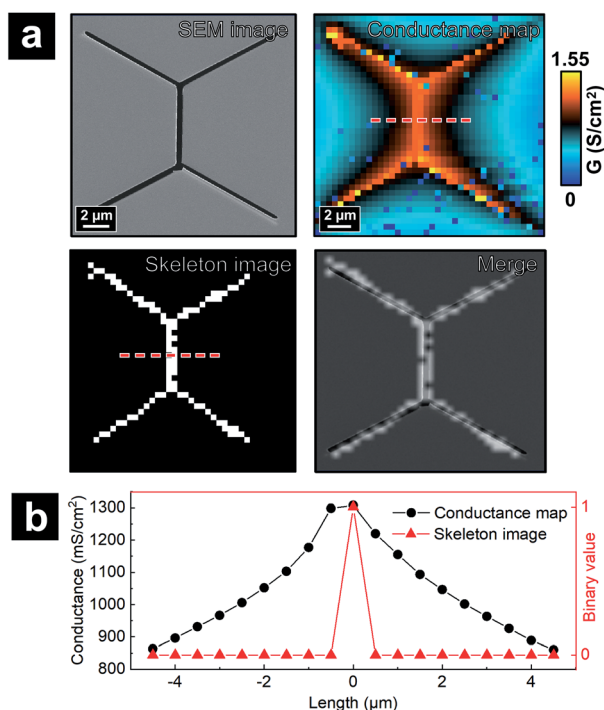 a
SEM image
2 µm
Conductance map
2 µm
1.55
G (S/cm²)
0
Skeleton image
Merge
b
Conductance (mS/cm²)
1300
1200
1100
1000
900
800
Conductance map
Skeleton image
1
0
Binary value
-4
-2
0
2
4
Length (µm)